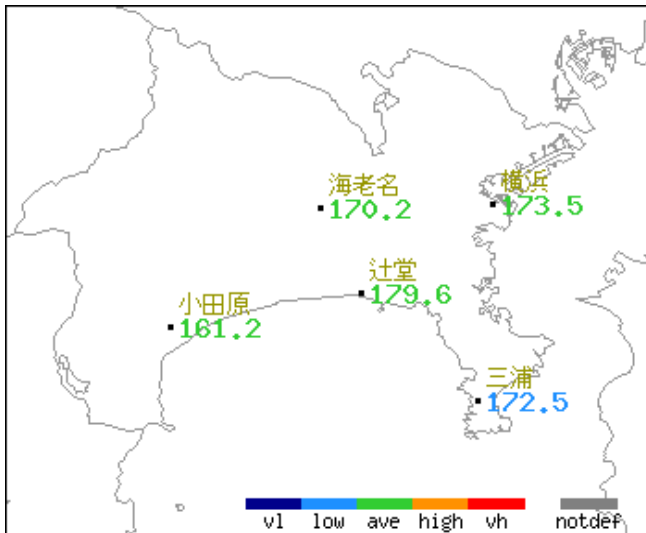 海老名
170.2
横浜
173.5
辻堂
179.6
小田原
161.2
三浦
172.5
vl low ave high vh notdef